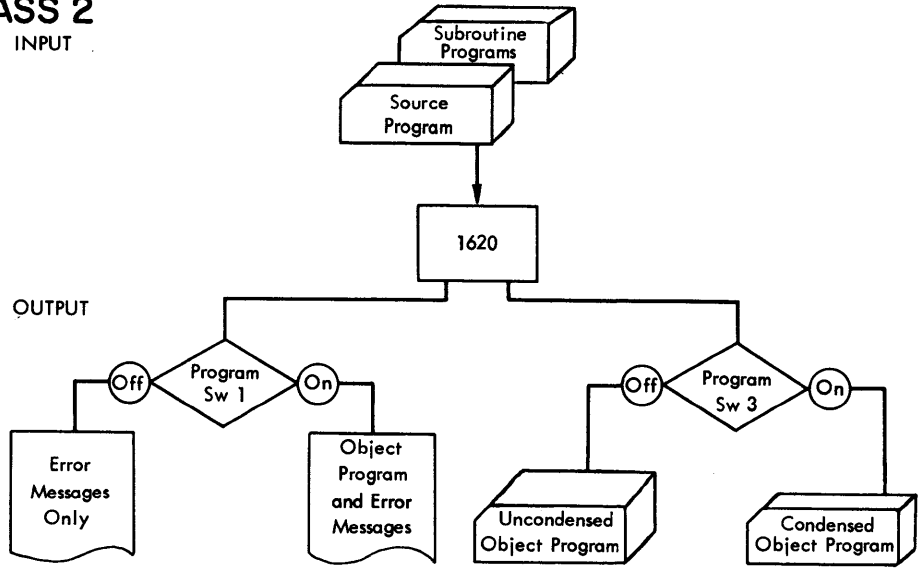 ASS 2
INPUT
Subroutine
Programs
Source
Program
1620
OUTPUT
Off
Program
Sw 1
On
Off
Program
Sw 3
On
Error
Messages
Only
Object
Program
and Error
Messages
Uncondensed
Object Program
Condensed
Object Program